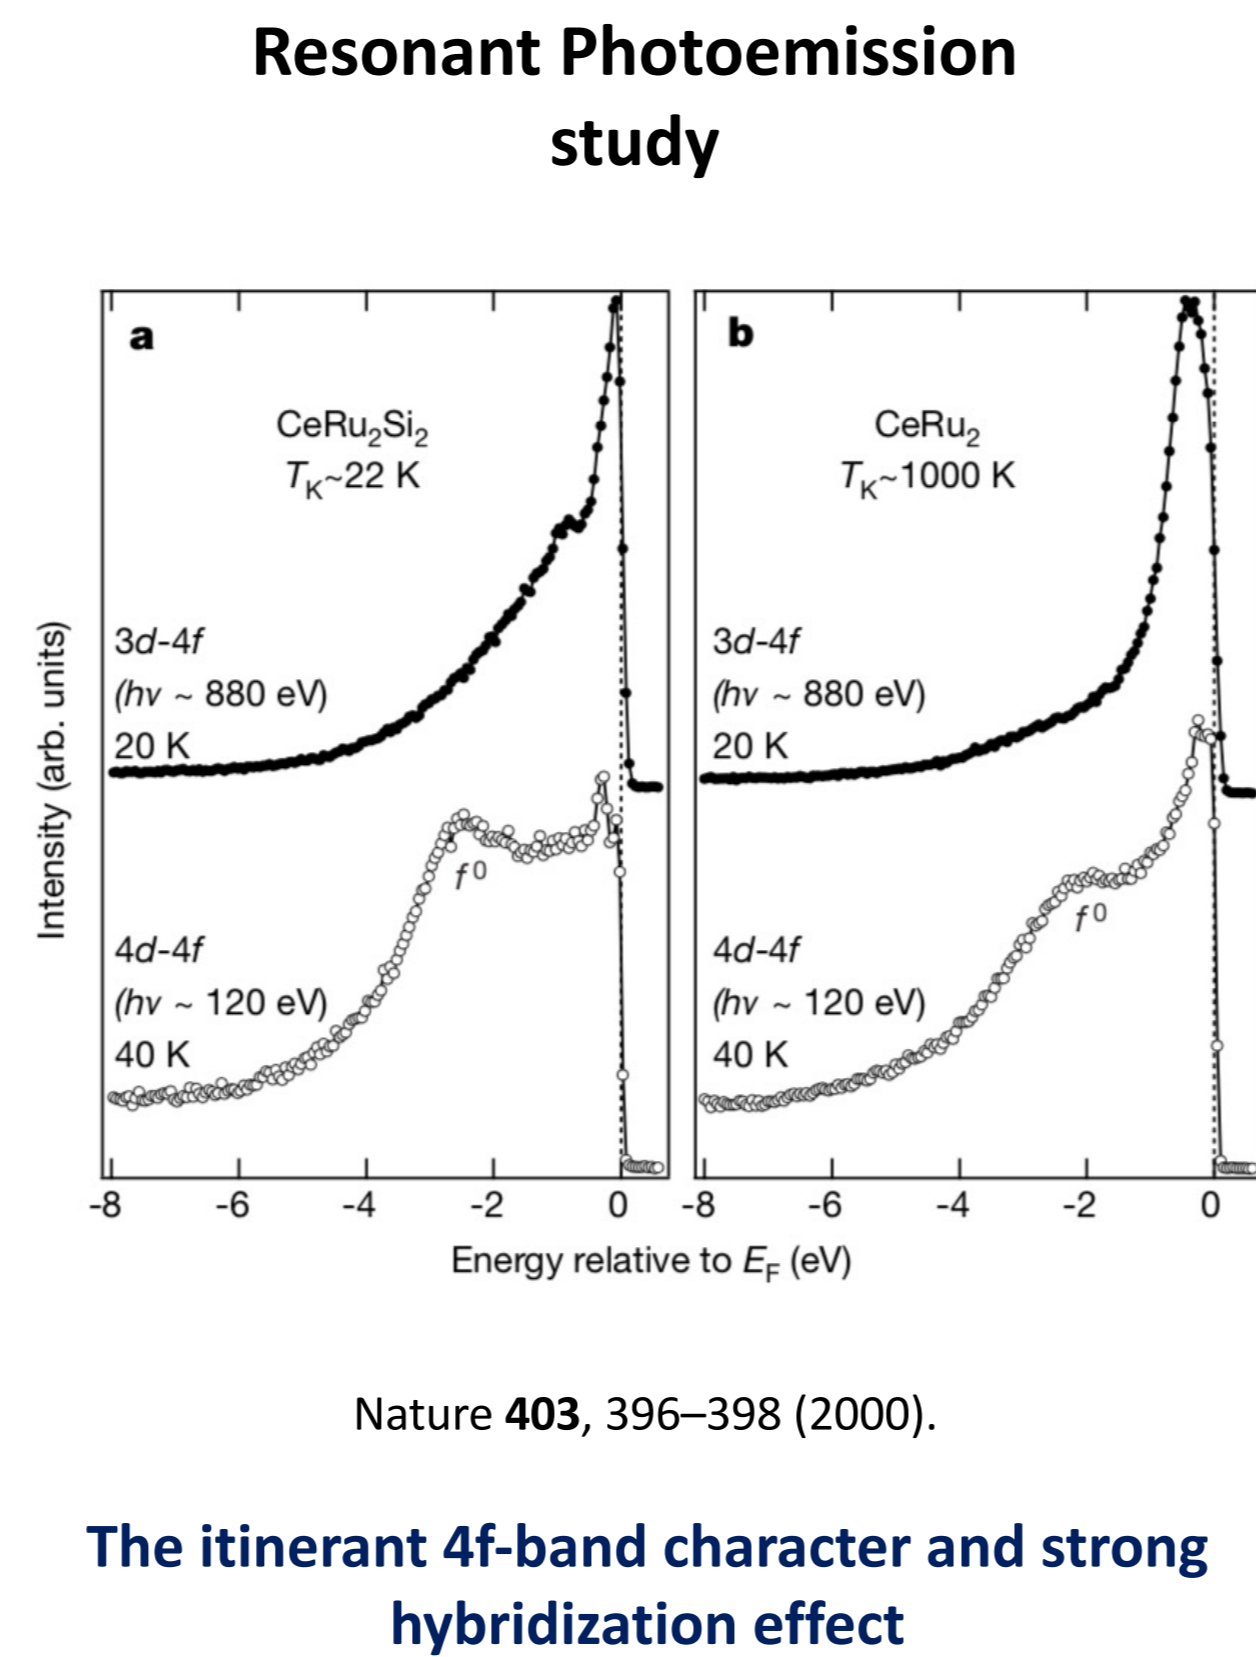 Resonant Photoemission
study
a
CeRu₂Si₂
T_K~22 K
3d-4f
(hν ~ 880 eV)
20 K
f⁰
4d-4f
(hν ~ 120 eV)
40 K
b
CeRu₂
T_K~1000 K
3d-4f
(hν ~ 880 eV)
20 K
f⁰
4d-4f
(hν ~ 120 eV)
40 K
Intensity (arb. units)
-8 -6 -4 -2 0 -8 -6 -4 -2 0
Energy relative to E_F (eV)
Nature 403, 396–398 (2000).
The itinerant 4f-band character and strong
hybridization effect